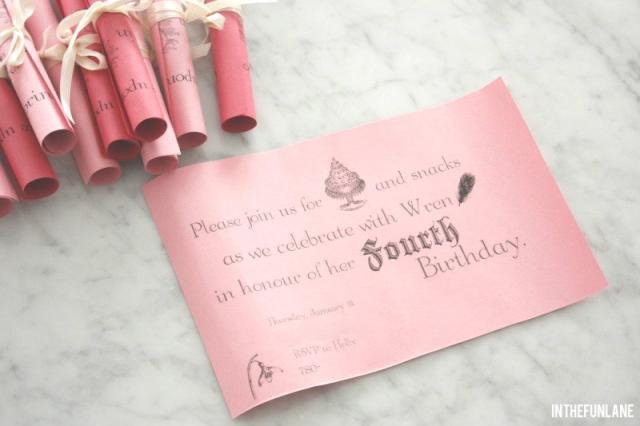 Please join us for and snacks
as we celebrate with Wren
in honour of her Fourth
Birthday.
Thursday, January
RSVP to Holly
780-
INTHEFUNLANE